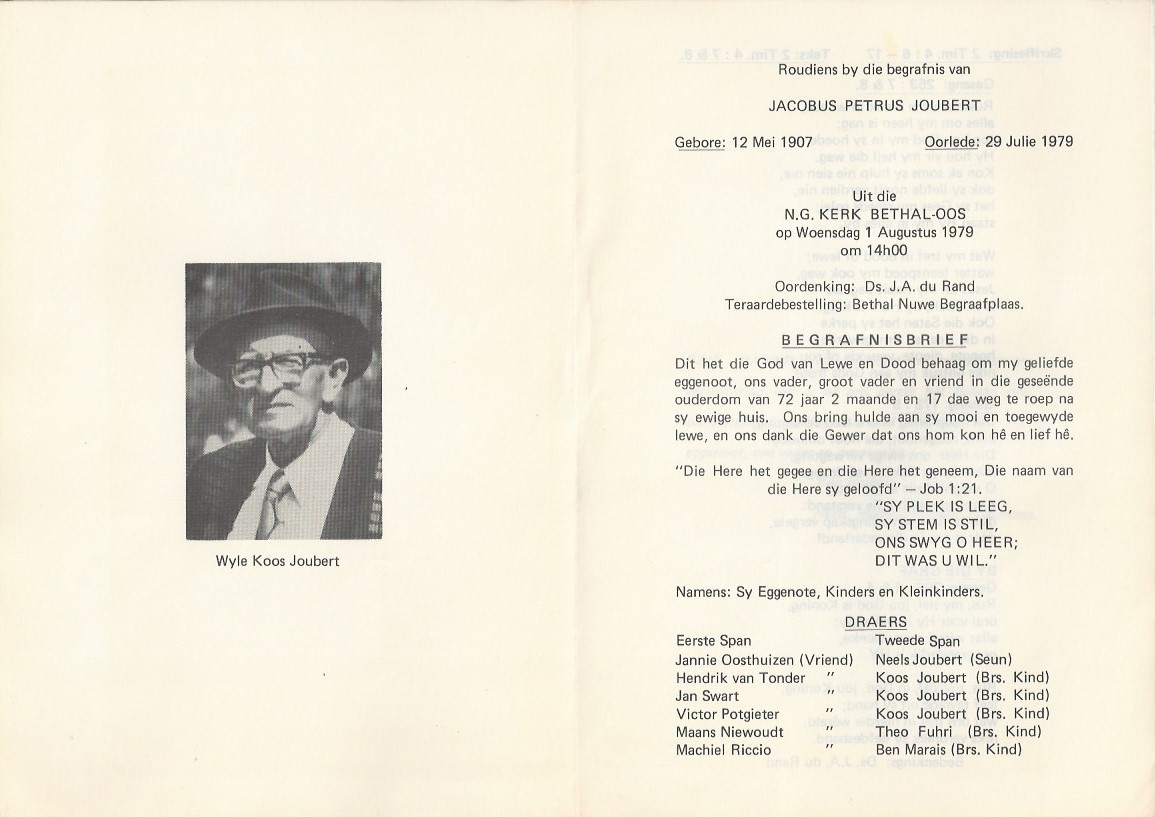 Wyle Koos Joubert
Roudiens by die begrafnis van
JACOBUS PETRUS JOUBERT
Gebore: 12 Mei 1907 Oorlede: 29 Julie 1979
Uit die
N.G. KERK BETHAL-OOS
op Woensdag 1 Augustus 1979
om 14h00
Oordenking: Ds. J.A. du Rand
Teraardebestelling: Bethal Nuwe Begraafplaas.
BEGRAFNISBRIEF
Dit het die God van Lewe en Dood behaag om my geliefde
eggenoot, ons vader, groot vader en vriend in die geseënde
ouderdom van 72 jaar 2 maande en 17 dae weg te roep na
sy ewige huis. Ons bring hulde aan sy mooi en toegewyde
lewe, en ons dank die Gewer dat ons hom kon hê en lief hê.
"Die Here het gegee en die Here het geneem, Die naam van
die Here sy geloofd" — Job 1:21.
"SY PLEK IS LEEG,
SY STEM IS STIL,
ONS SWYG O HEER;
DIT WAS U WIL."
Namens: Sy Eggenote, Kinders en Kleinkinders.
DRAERS
Eerste Span Tweede Span
Jannie Oosthuizen (Vriend) Neels Joubert (Seun)
Hendrik van Tonder " Koos Joubert (Brs. Kind)
Jan Swart " Koos Joubert (Brs. Kind)
Victor Potgieter " Koos Joubert (Brs. Kind)
Maans Niewoudt " Theo Fuhri (Brs. Kind)
Machiel Riccio " Ben Marais (Brs. Kind)